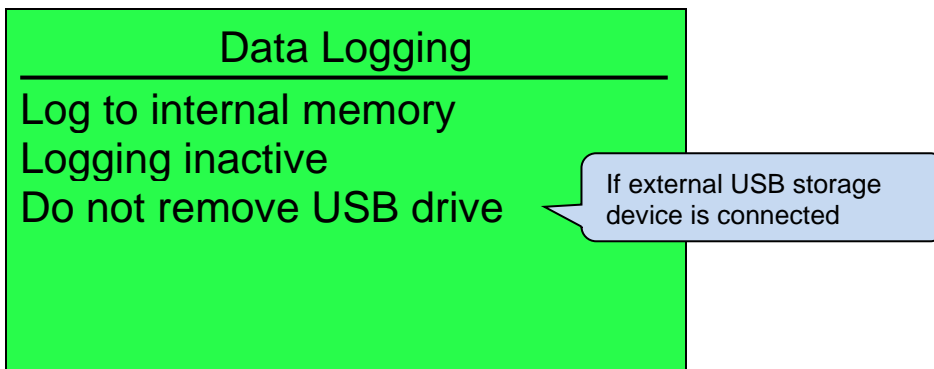 Data Logging
Log to internal memory
Logging inactive
Do not remove USB drive
If external USB storage
device is connected